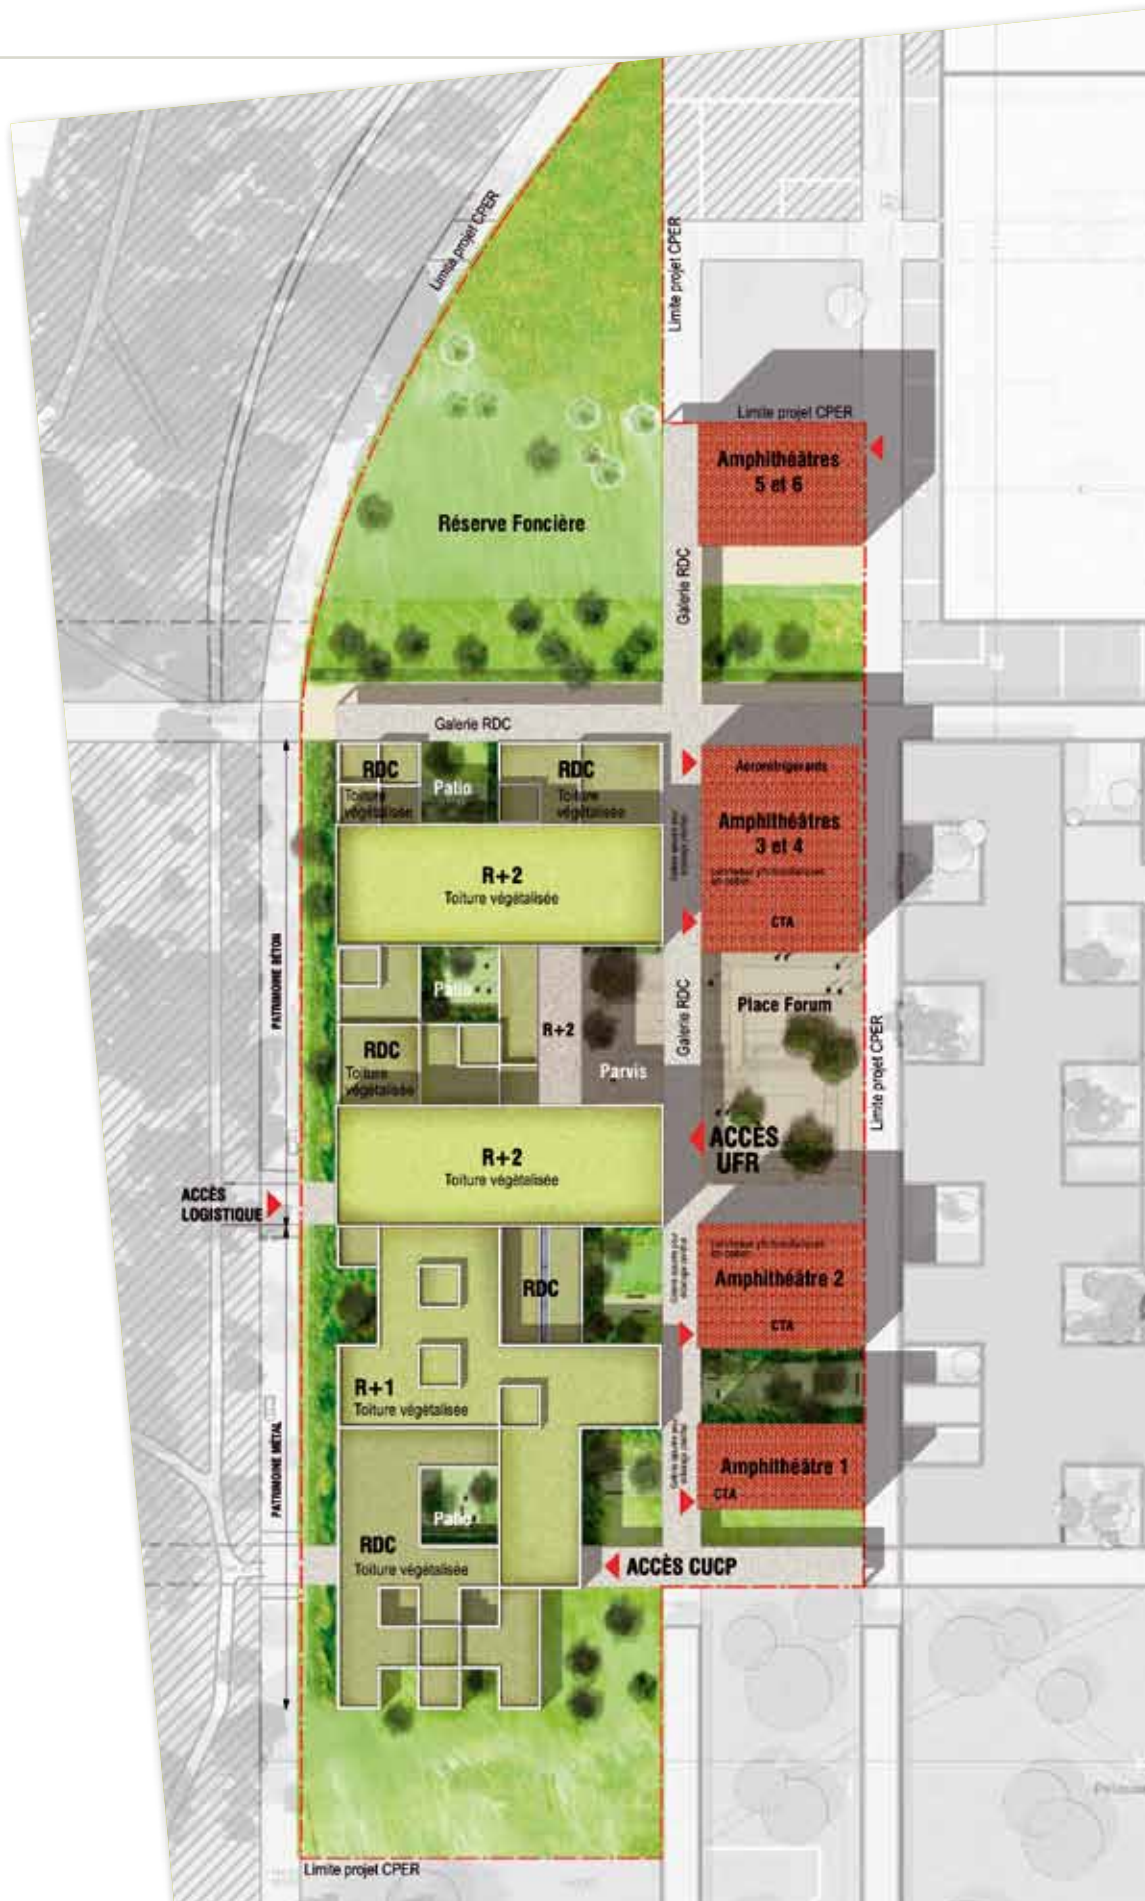 Limite projet CPER
Limite projet CPER
Limite projet CPER
Amphithéâtres
5 et 6
Réserve Foncière
Galerie RDC
Galerie RDC
RDC
Toiture
végétalisée
Patio
RDC
Toiture
végétalisée
Aeroréfrigérants
Amphithéâtres
3 et 4
CTA
R+2
Toiture végétalisée
PATRIMOINE BÉTON
Patio
R+2
Galerie RDC
Place Forum
RDC
Toiture
végétalisée
Parvis
Limite projet CPER
R+2
Toiture végétalisée
ACCÈS
UFR
ACCÈS
LOGISTIQUE
RDC
Amphithéâtre 2
CTA
R+1
Toiture végétalisée
PATRIMOINE MÉTAL
Amphithéâtre 1
CTA
Patio
RDC
Toiture végétalisée
ACCÈS CUCP
Limite projet CPER